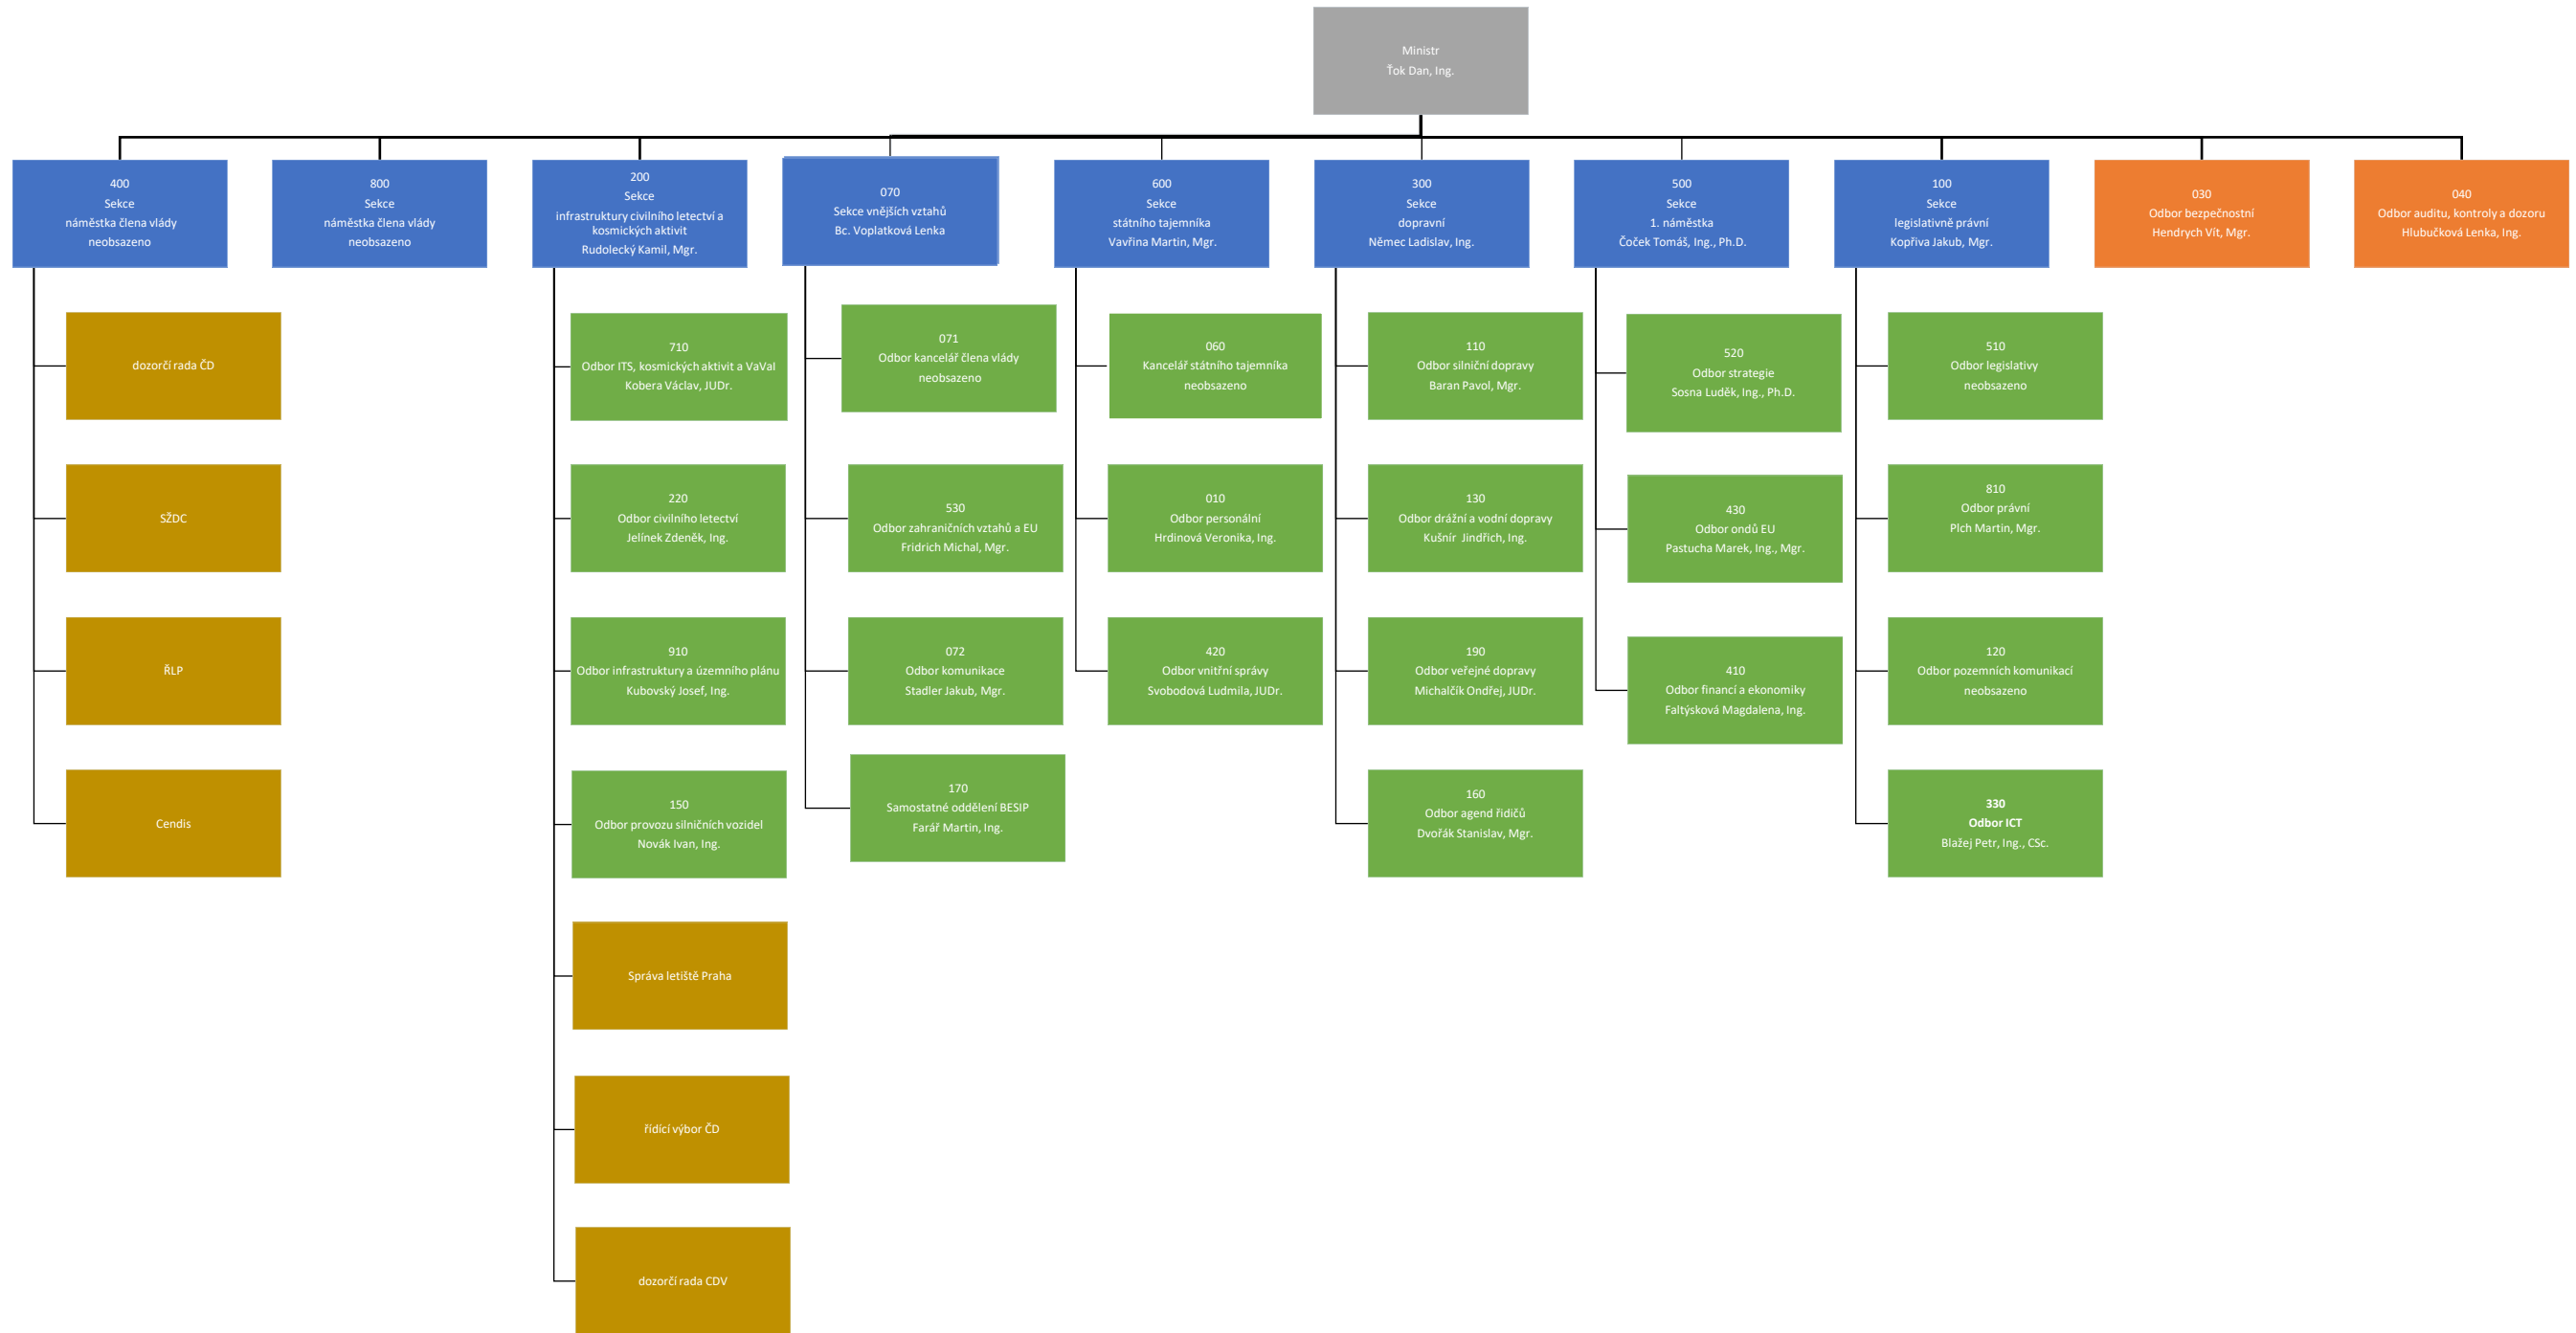 Ministr
Ťok Dan, Ing.
400
Sekce
náměstka člena vlády
neobsazeno
800
Sekce
náměstka člena vlády
neobsazeno
200
Sekce
infrastruktury civilního letectví a
kosmických aktivit
Rudolecký Kamil, Mgr.
070
Sekce vnějších vztahů
Bc. Voplatková Lenka
600
Sekce
státního tajemníka
Vavřina Martin, Mgr.
300
Sekce
dopravní
Němec Ladislav, Ing.
500
Sekce
1. náměstka
Čoček Tomáš, Ing., Ph.D.
100
Sekce
legislativně právní
Kopřiva Jakub, Mgr.
030
Odbor bezpečnostní
Hendrych Vít, Mgr.
040
Odbor auditu, kontroly a dozoru
Hlubučková Lenka, Ing.
dozorčí rada ČD
SŽDC
ŘLP
Cendis
710
Odbor ITS, kosmických aktivit a VaVaI
Kobera Václav, JUDr.
220
Odbor civilního letectví
Jelínek Zdeněk, Ing.
910
Odbor infrastruktury a územního plánu
Kubovský Josef, Ing.
150
Odbor provozu silničních vozidel
Novák Ivan, Ing.
Správa letiště Praha
řídící výbor ČD
dozorčí rada CDV
071
Odbor kancelář člena vlády
neobsazeno
530
Odbor zahraničních vztahů a EU
Fridrich Michal, Mgr.
072
Odbor komunikace
Stadler Jakub, Mgr.
170
Samostatné oddělení BESIP
Farář Martin, Ing.
060
Kancelář státního tajemníka
neobsazeno
010
Odbor personální
Hrdinová Veronika, Ing.
420
Odbor vnitřní správy
Svobodová Ludmila, JUDr.
110
Odbor silniční dopravy
Baran Pavol, Mgr.
130
Odbor drážní a vodní dopravy
Kušnír Jindřich, Ing.
190
Odbor veřejné dopravy
Michalčík Ondřej, JUDr.
160
Odbor agend řidičů
Dvořák Stanislav, Mgr.
520
Odbor strategie
Sosna Luděk, Ing., Ph.D.
430
Odbor ondů EU
Pastucha Marek, Ing., Mgr.
410
Odbor financí a ekonomiky
Faltýsková Magdalena, Ing.
510
Odbor legislativy
neobsazeno
810
Odbor právní
Plch Martin, Mgr.
120
Odbor pozemních komunikací
neobsazeno
330
Odbor ICT
Blažej Petr, Ing., CSc.